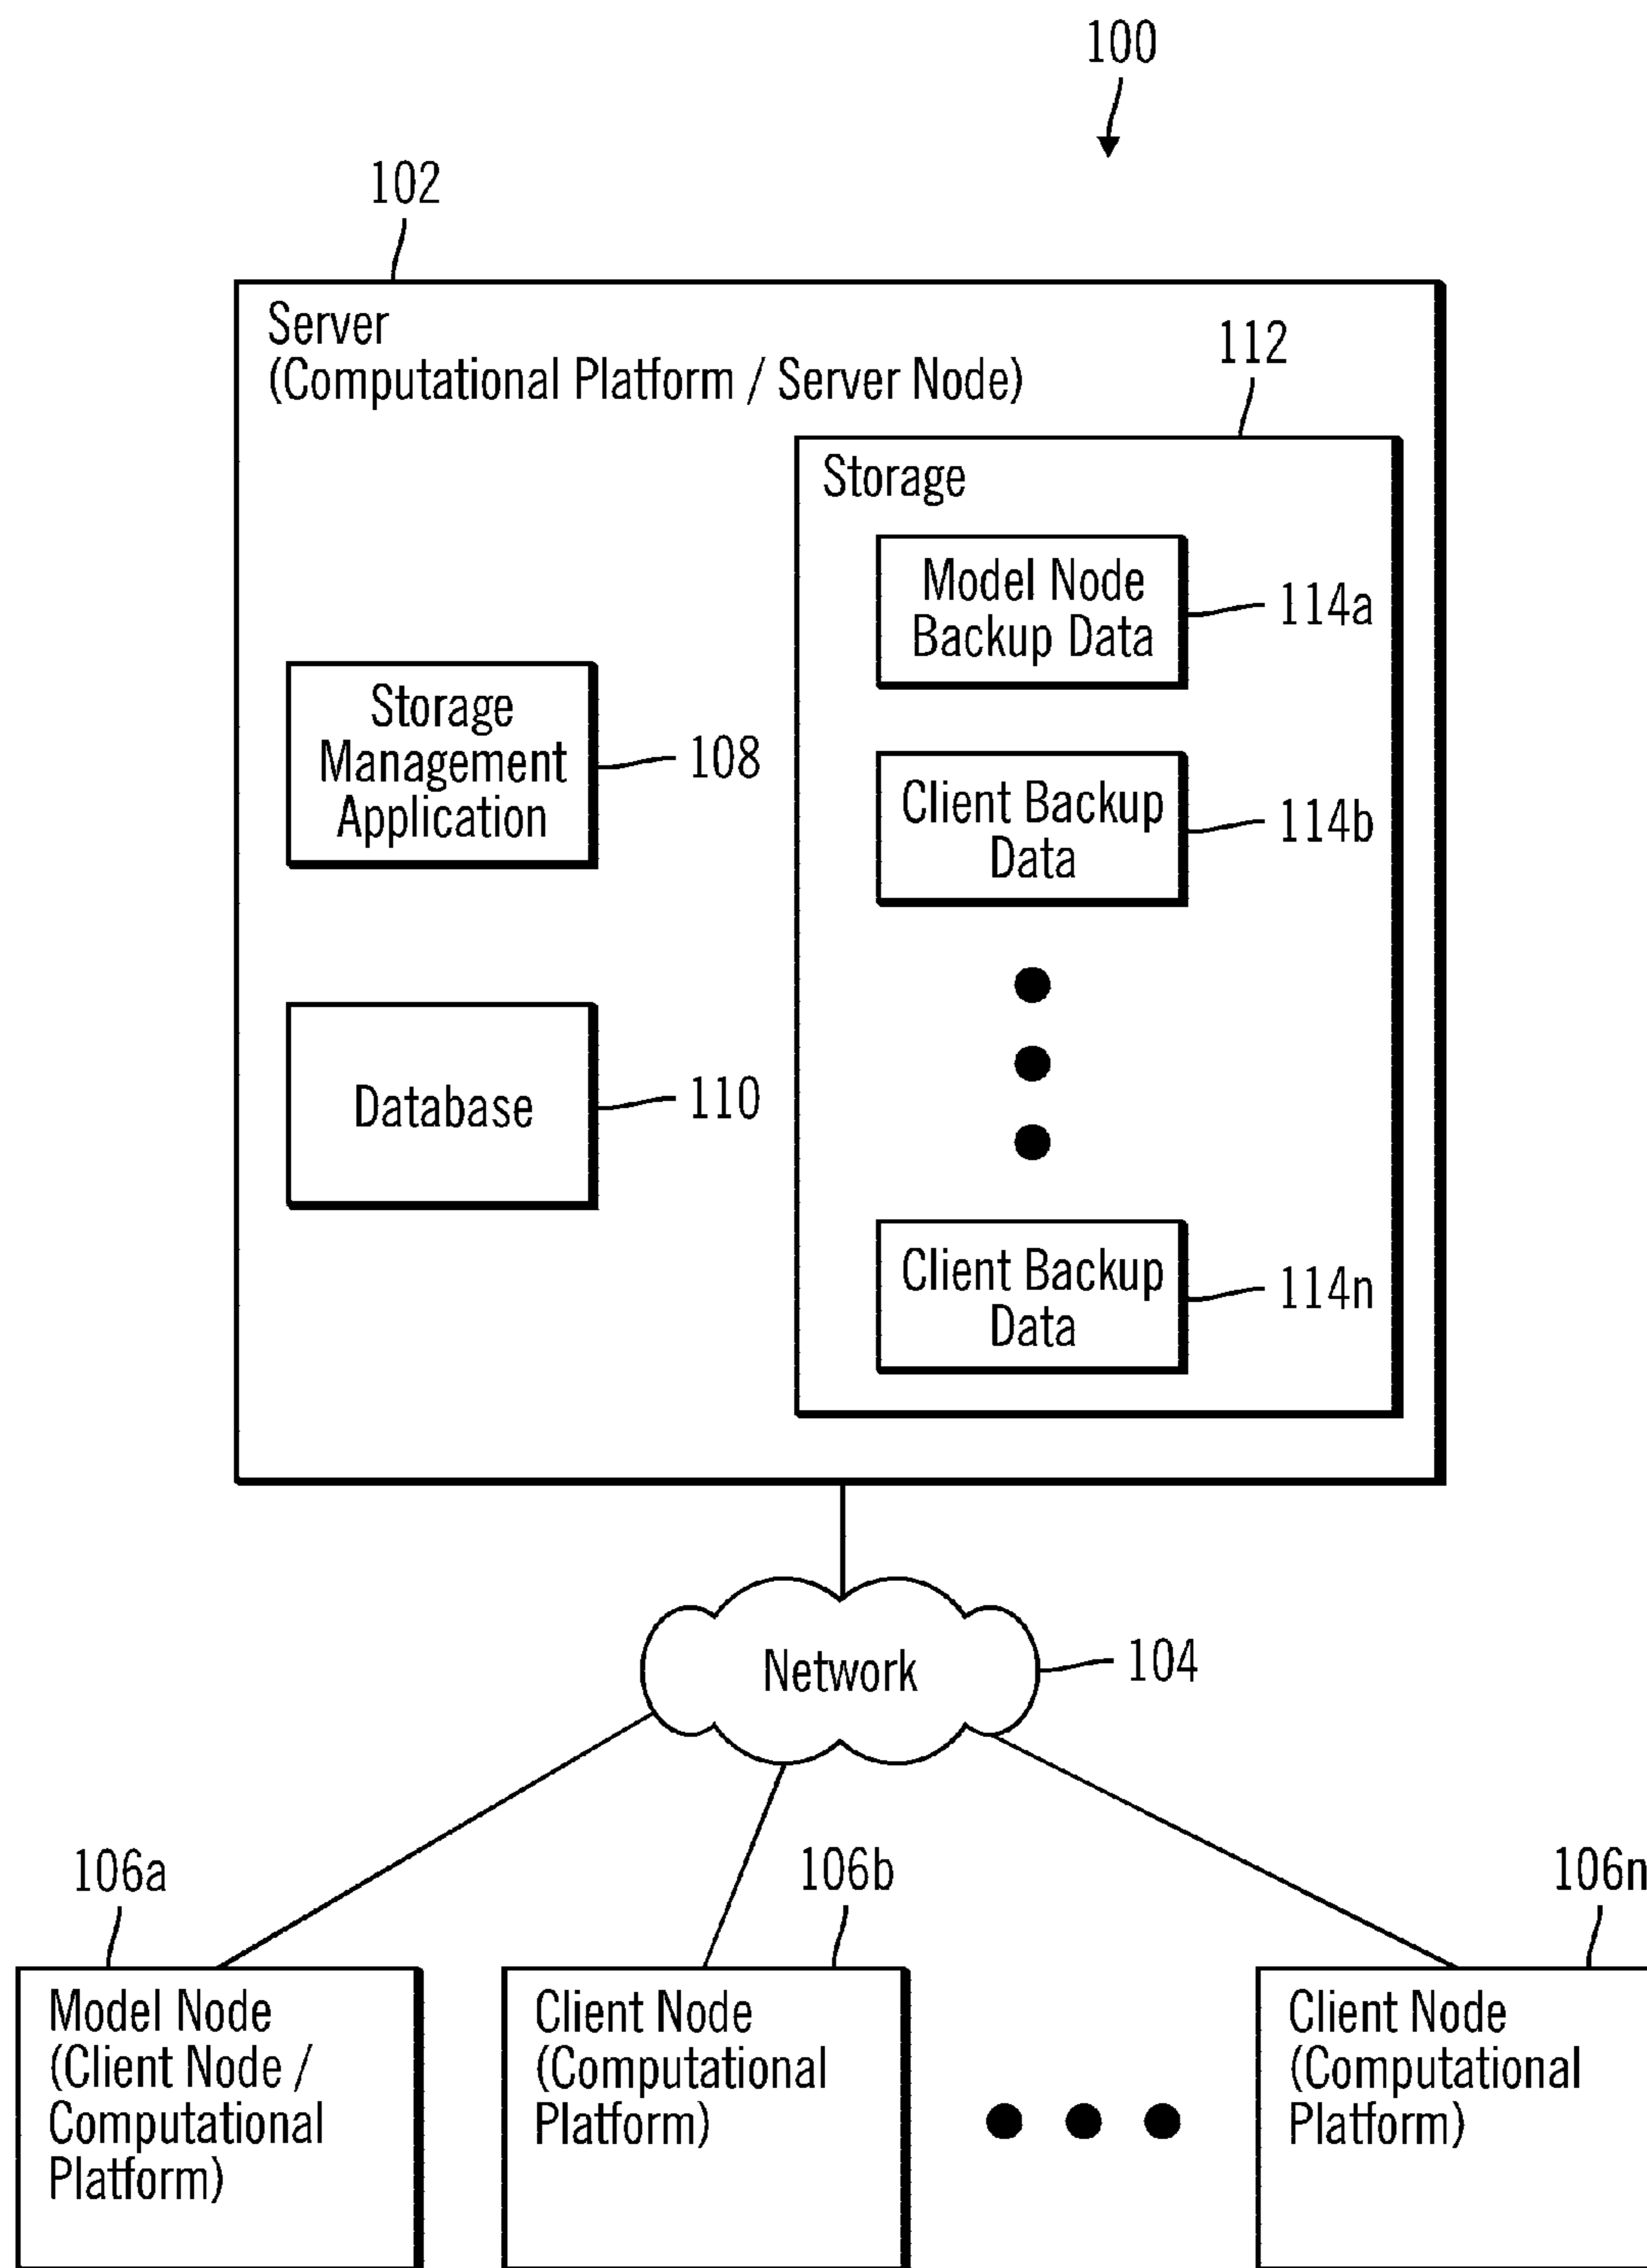 100
102
Server
(Computational Platform / Server Node)
112
Storage
Model Node
Backup Data
114a
Storage
Management
Application
108
Client Backup
Data
114b
Database
110
Client Backup
Data
114n
Network
104
106a
106b
106n
Model Node
(Client Node /
Computational
Platform)
Client Node
(Computational
Platform)
Client Node
(Computational
Platform)